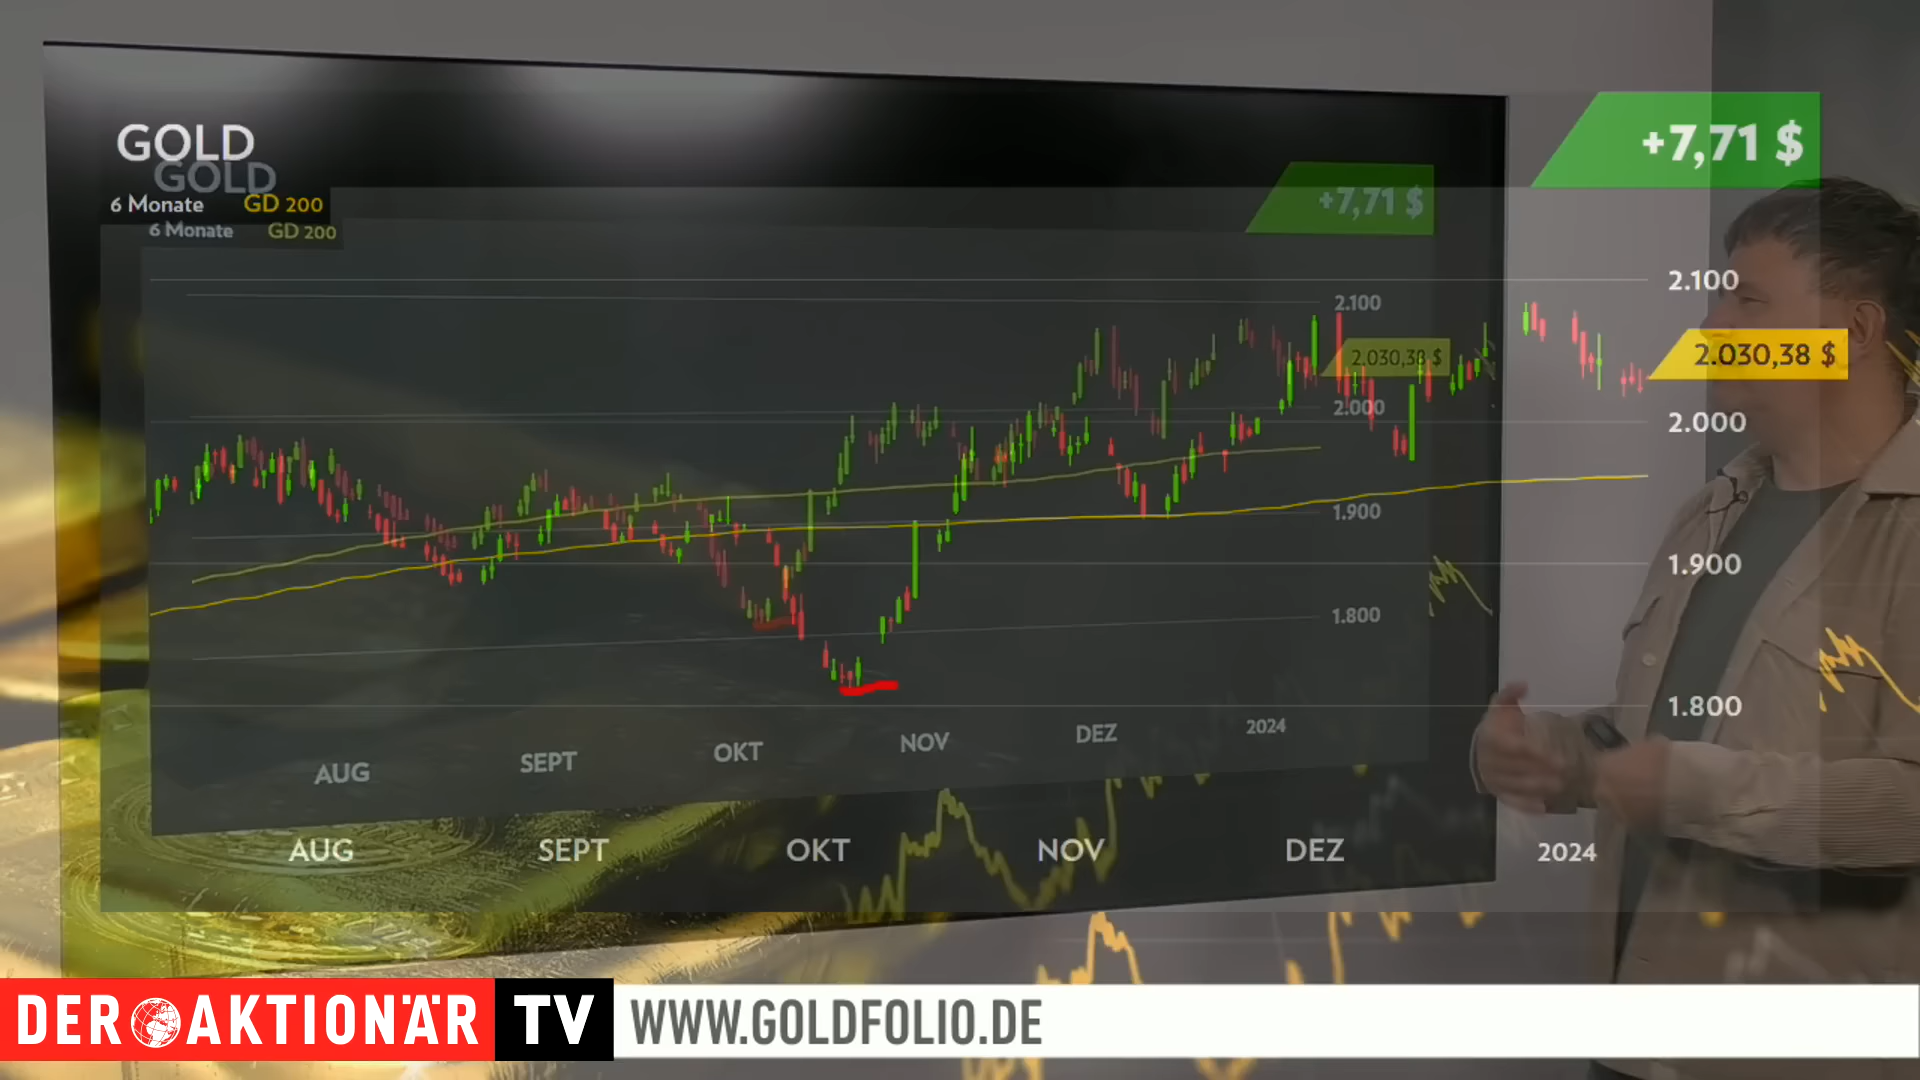 GOLD
GOLD
6 Monate GD 200
6 Monate GD 200
+7,71 $
+7,71 $
2.100
2.100
2.030,38 $
2.030,38 $
2.000
2.000
1.900
1.900
1.800
1.800
AUG SEPT OKT NOV DEZ 2024
AUG SEPT OKT NOV DEZ 2024
DER AKTIONÄR TV WWW.GOLDFOLIO.DE